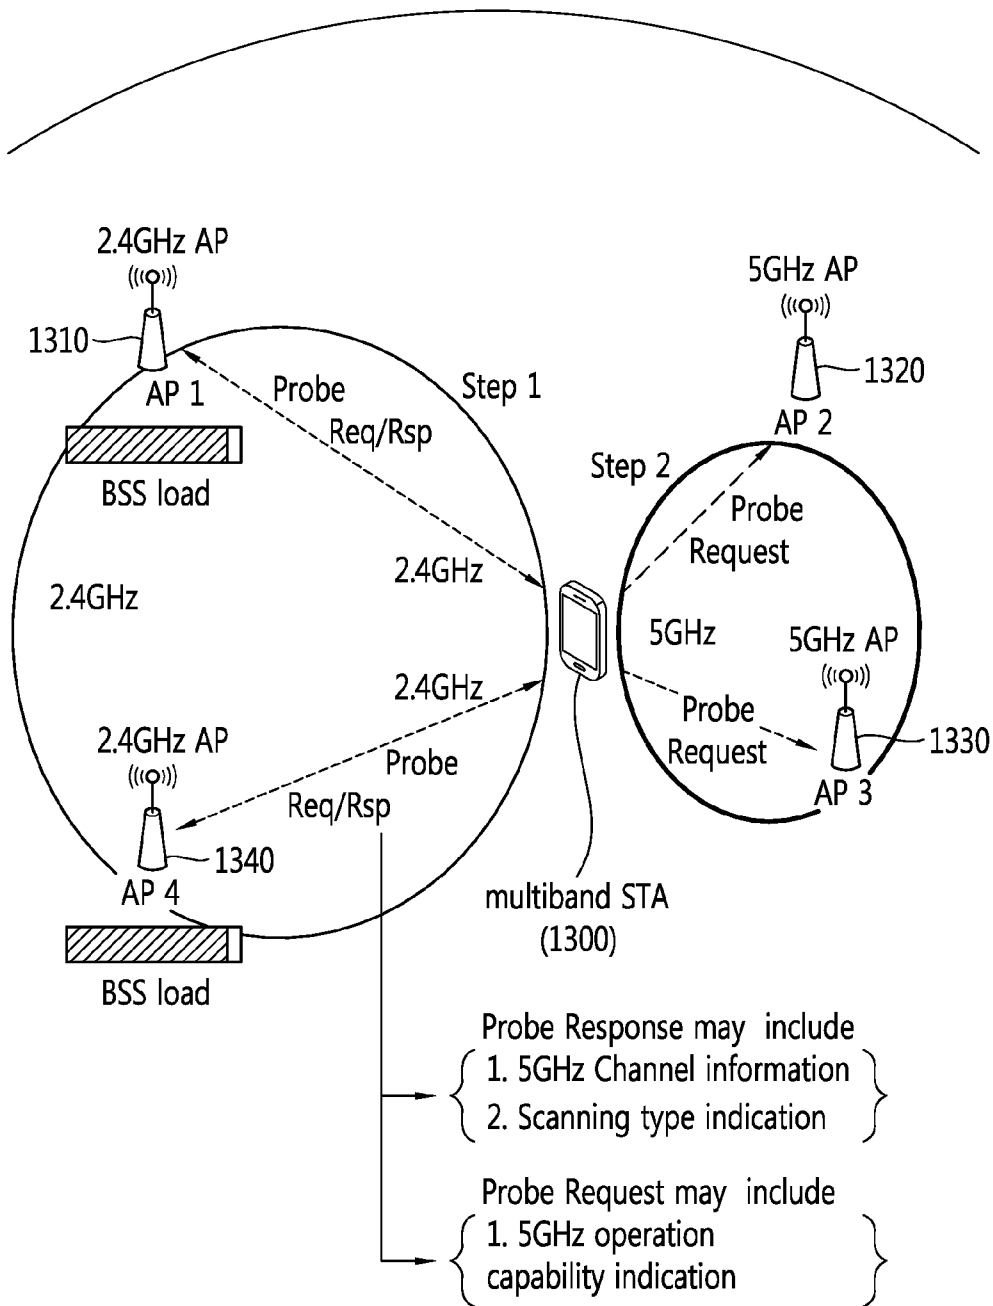 2.4GHz AP
5GHz AP
1310
1320
AP 1
Probe
Req/Rsp
Step 1
AP 2
BSS load
Step 2
Probe
Request
2.4GHz
2.4GHz
5GHz
5GHz AP
2.4GHz
Probe
Request
1330
AP 3
2.4GHz AP
Probe
Req/Rsp
1340
AP 4
multiband STA
(1300)
BSS load
Probe Response may include
1. 5GHz Channel information
2. Scanning type indication
Probe Request may include
1. 5GHz operation
capability indication